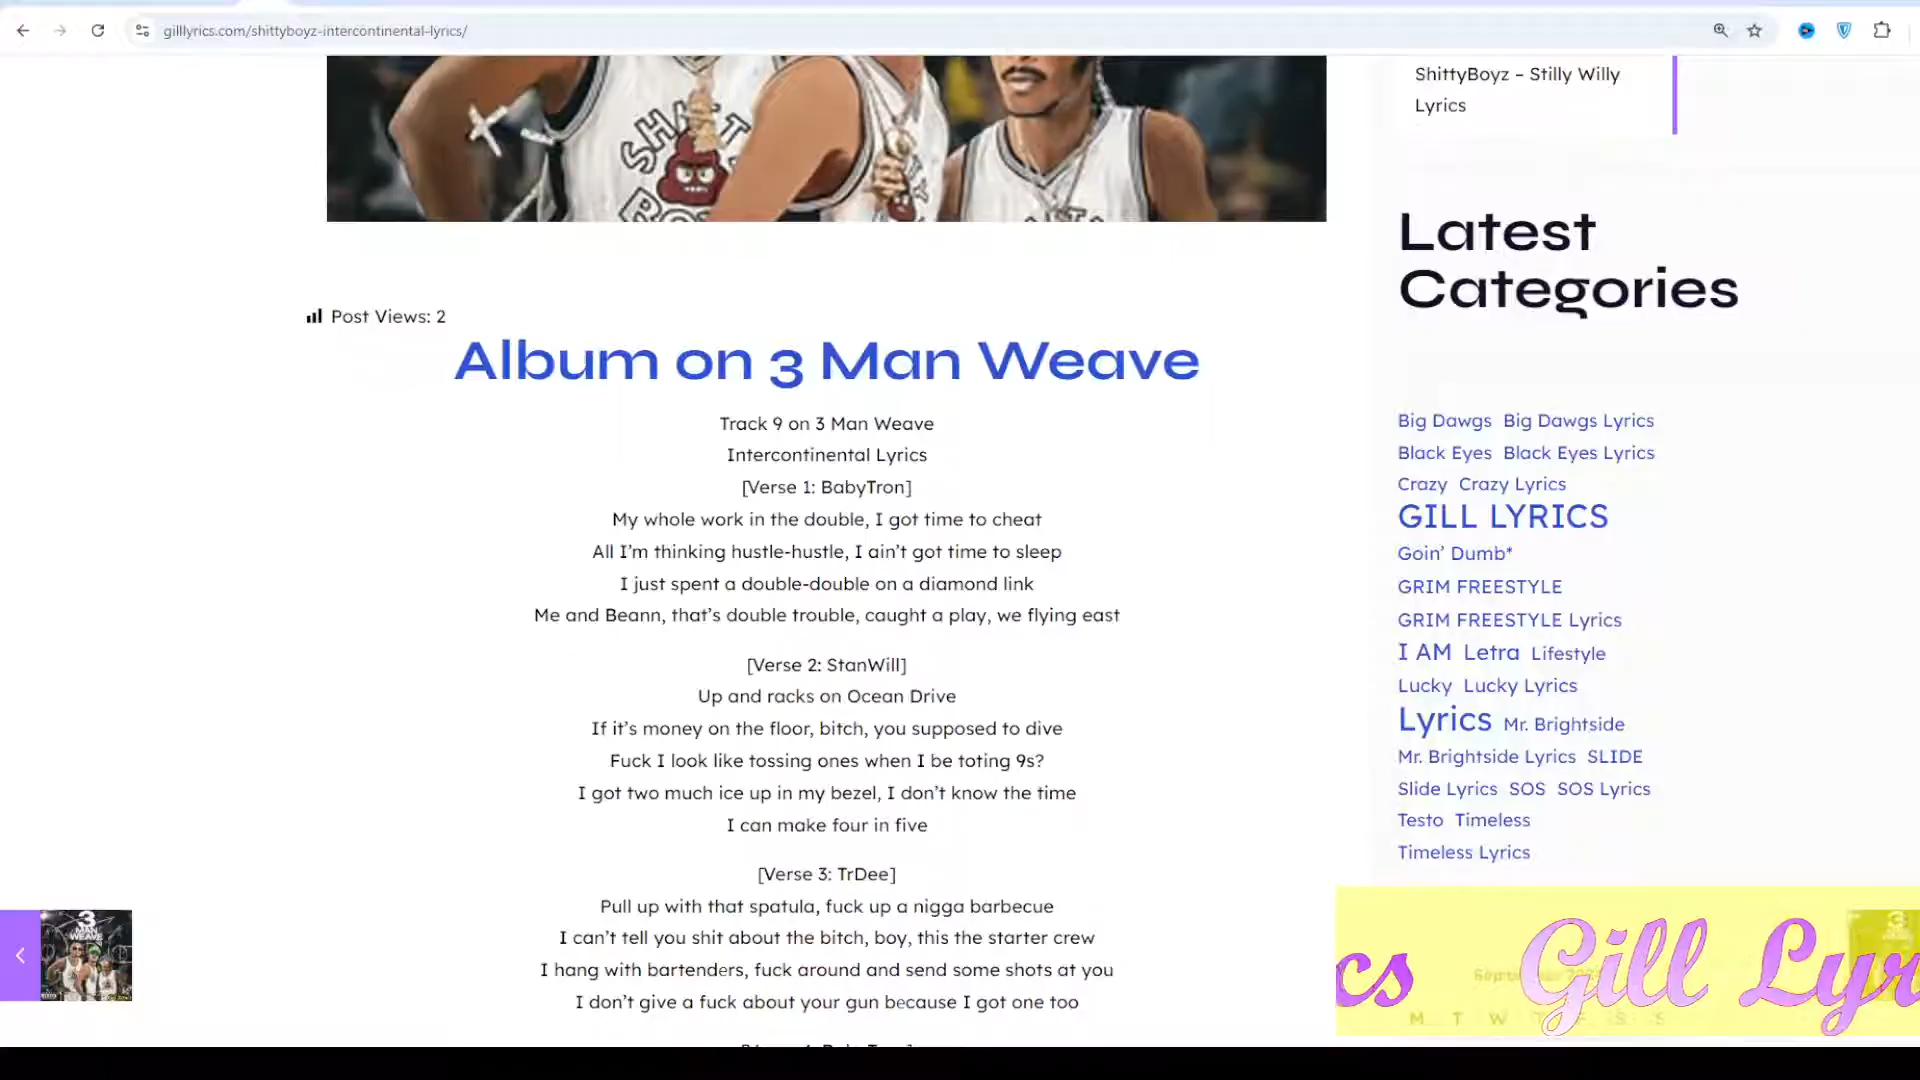 gilllyrics.com/shittyboyz-intercontinental-lyrics/
SHITTY
BOYZ
ShittyBoyz – Stilly Willy
Lyrics
Latest
Categories
Post Views: 2
Album on 3 Man Weave
Track 9 on 3 Man Weave
Intercontinental Lyrics
[Verse 1: BabyTron]
My whole work in the double, I got time to cheat
All I’m thinking hustle-hustle, I ain’t got time to sleep
I just spent a double-double on a diamond link
Me and Beann, that’s double trouble, caught a play, we flying east
[Verse 2: StanWill]
Up and racks on Ocean Drive
If it’s money on the floor, bitch, you supposed to dive
Fuck I look like tossing ones when I be toting 9s?
I got two much ice up in my bezel, I don’t know the time
I can make four in five
[Verse 3: TrDee]
Pull up with that spatula, fuck up a nigga barbecue
I can’t tell you shit about the bitch, boy, this the starter crew
I hang with bartenders, fuck around and send some shots at you
I don’t give a fuck about your gun because I got one too
Big Dawgs Big Dawgs Lyrics
Black Eyes Black Eyes Lyrics
Crazy Crazy Lyrics
GILL LYRICS
Goin’ Dumb*
GRIM FREESTYLE
GRIM FREESTYLE Lyrics
I AM Letra Lifestyle
Lucky Lucky Lyrics
Lyrics Mr. Brightside
Mr. Brightside Lyrics SLIDE
Slide Lyrics SOS SOS Lyrics
Testo Timeless
Timeless Lyrics
3
MAN
WEAVE
cs Gill Lyr
M T W T F S S